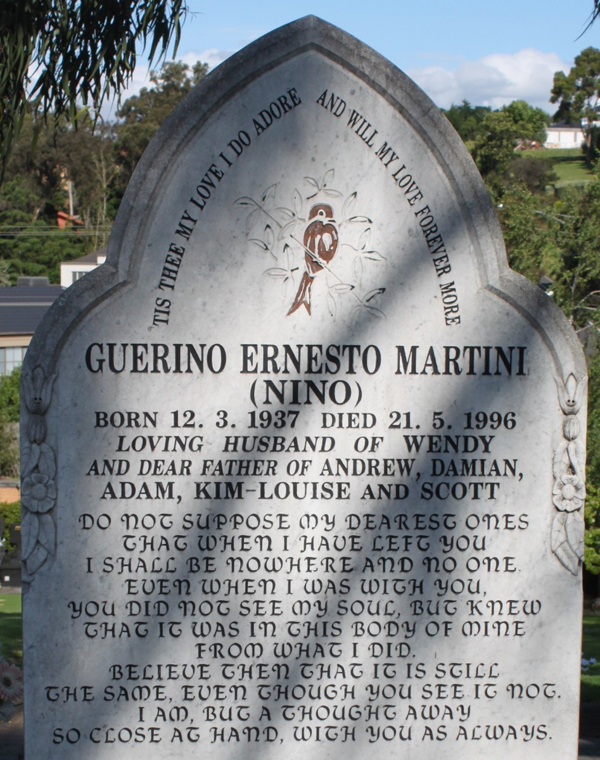 TIS THEE MY LOVE I DO ADORE
AND WILL MY LOVE FOREVER MORE
GUERINO ERNESTO MARTINI
(NINO)
BORN 12. 3. 1937 DIED 21. 5. 1996
LOVING HUSBAND OF WENDY
AND DEAR FATHER OF ANDREW, DAMIAN,
ADAM, KIM-LOUISE AND SCOTT
DO NOT SUPPOSE MY DEAREST ONES
THAT WHEN I HAVE LEFT YOU
I SHALL BE NOWHERE AND NO ONE.
EVEN WHEN I WAS WITH YOU,
YOU DID NOT SEE MY SOUL, BUT KNEW
THAT IT WAS IN THIS BODY OF MINE
FROM WHAT I DID.
BELIEVE THEN THAT IT IS STILL
THE SAME, EVEN THOUGH YOU SEE IT NOT.
I AM, BUT A THOUGHT AWAY
SO CLOSE AT HAND, WITH YOU AS ALWAYS.